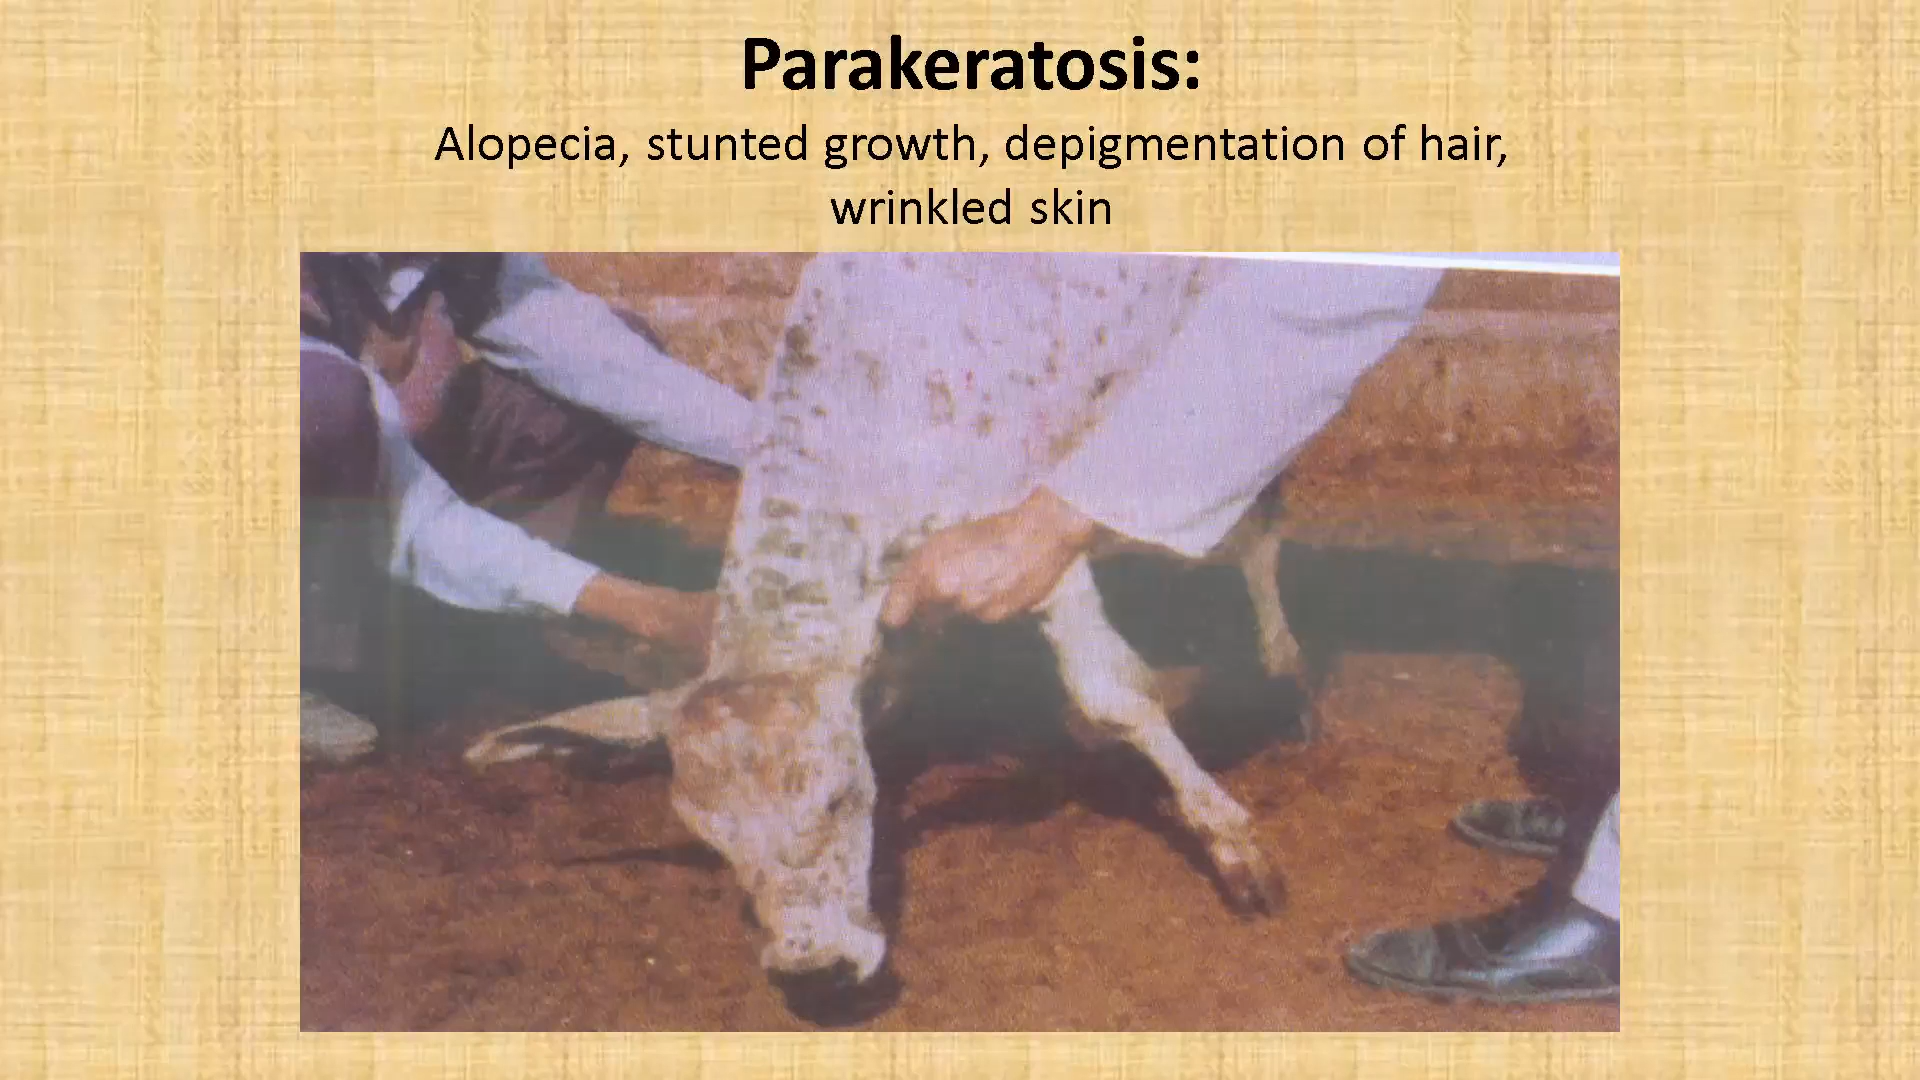 Parakeratosis:
Alopecia, stunted growth, depigmentation of hair,
wrinkled skin